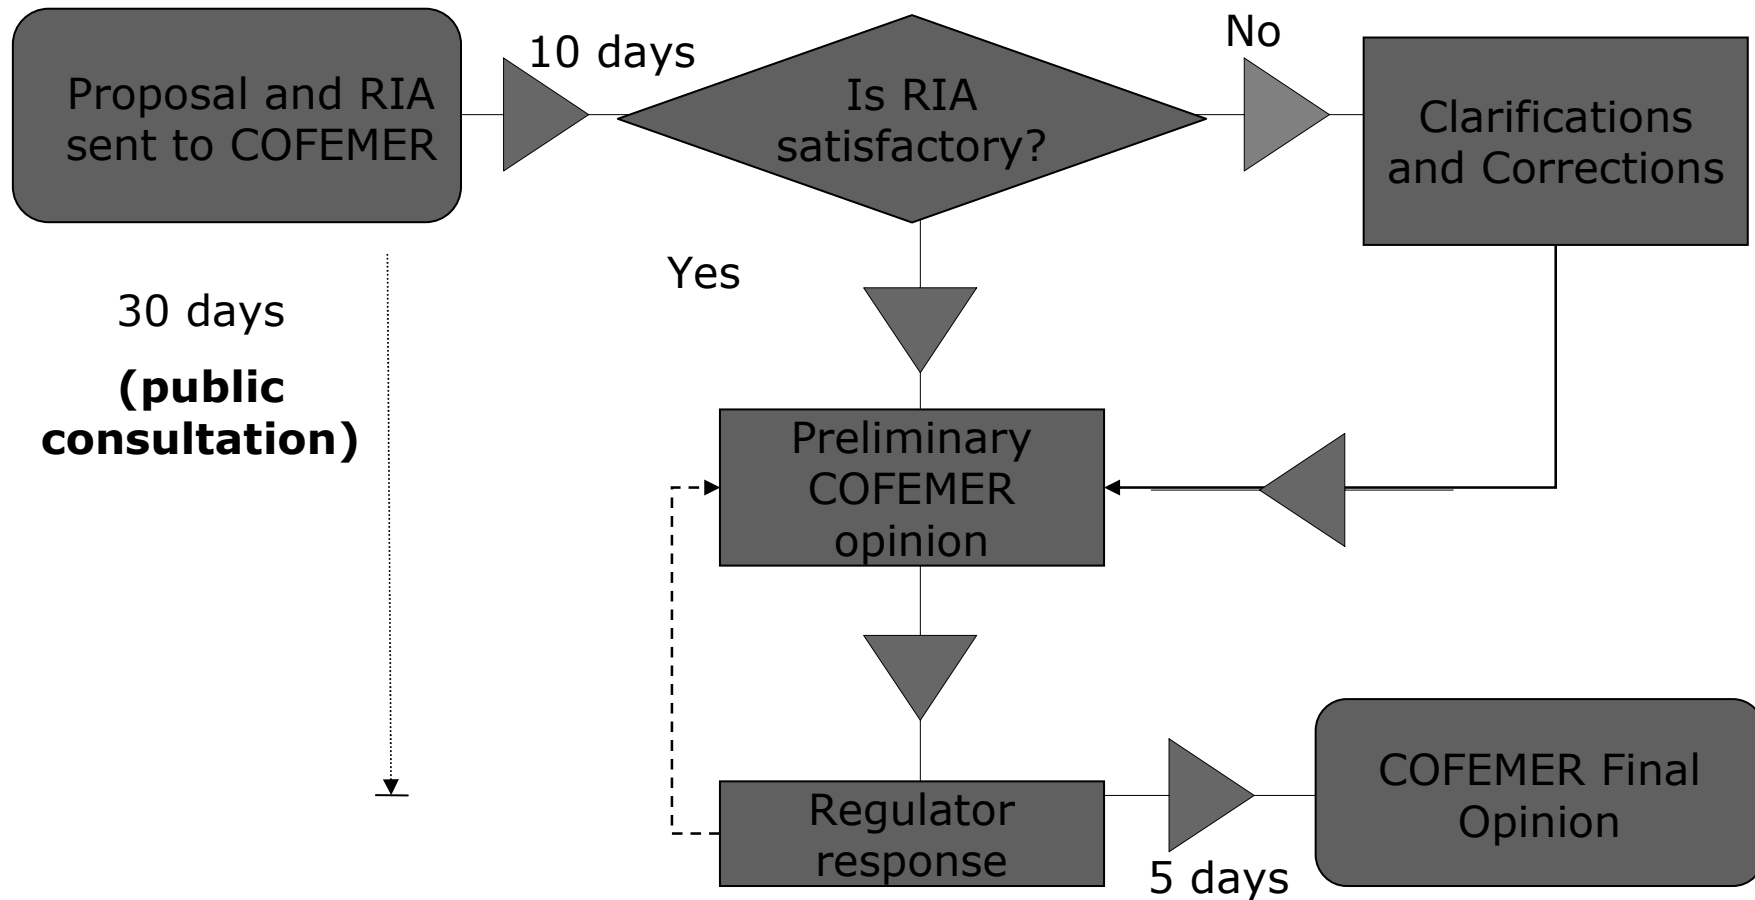 Proposal and RIA
sent to COFEMER
10 days
Is RIA
satisfactory?
No
Clarifications
and Corrections
Yes
30 days
(public
consultation)
Preliminary
COFEMER
opinion
Regulator
response
5 days
COFEMER Final
Opinion